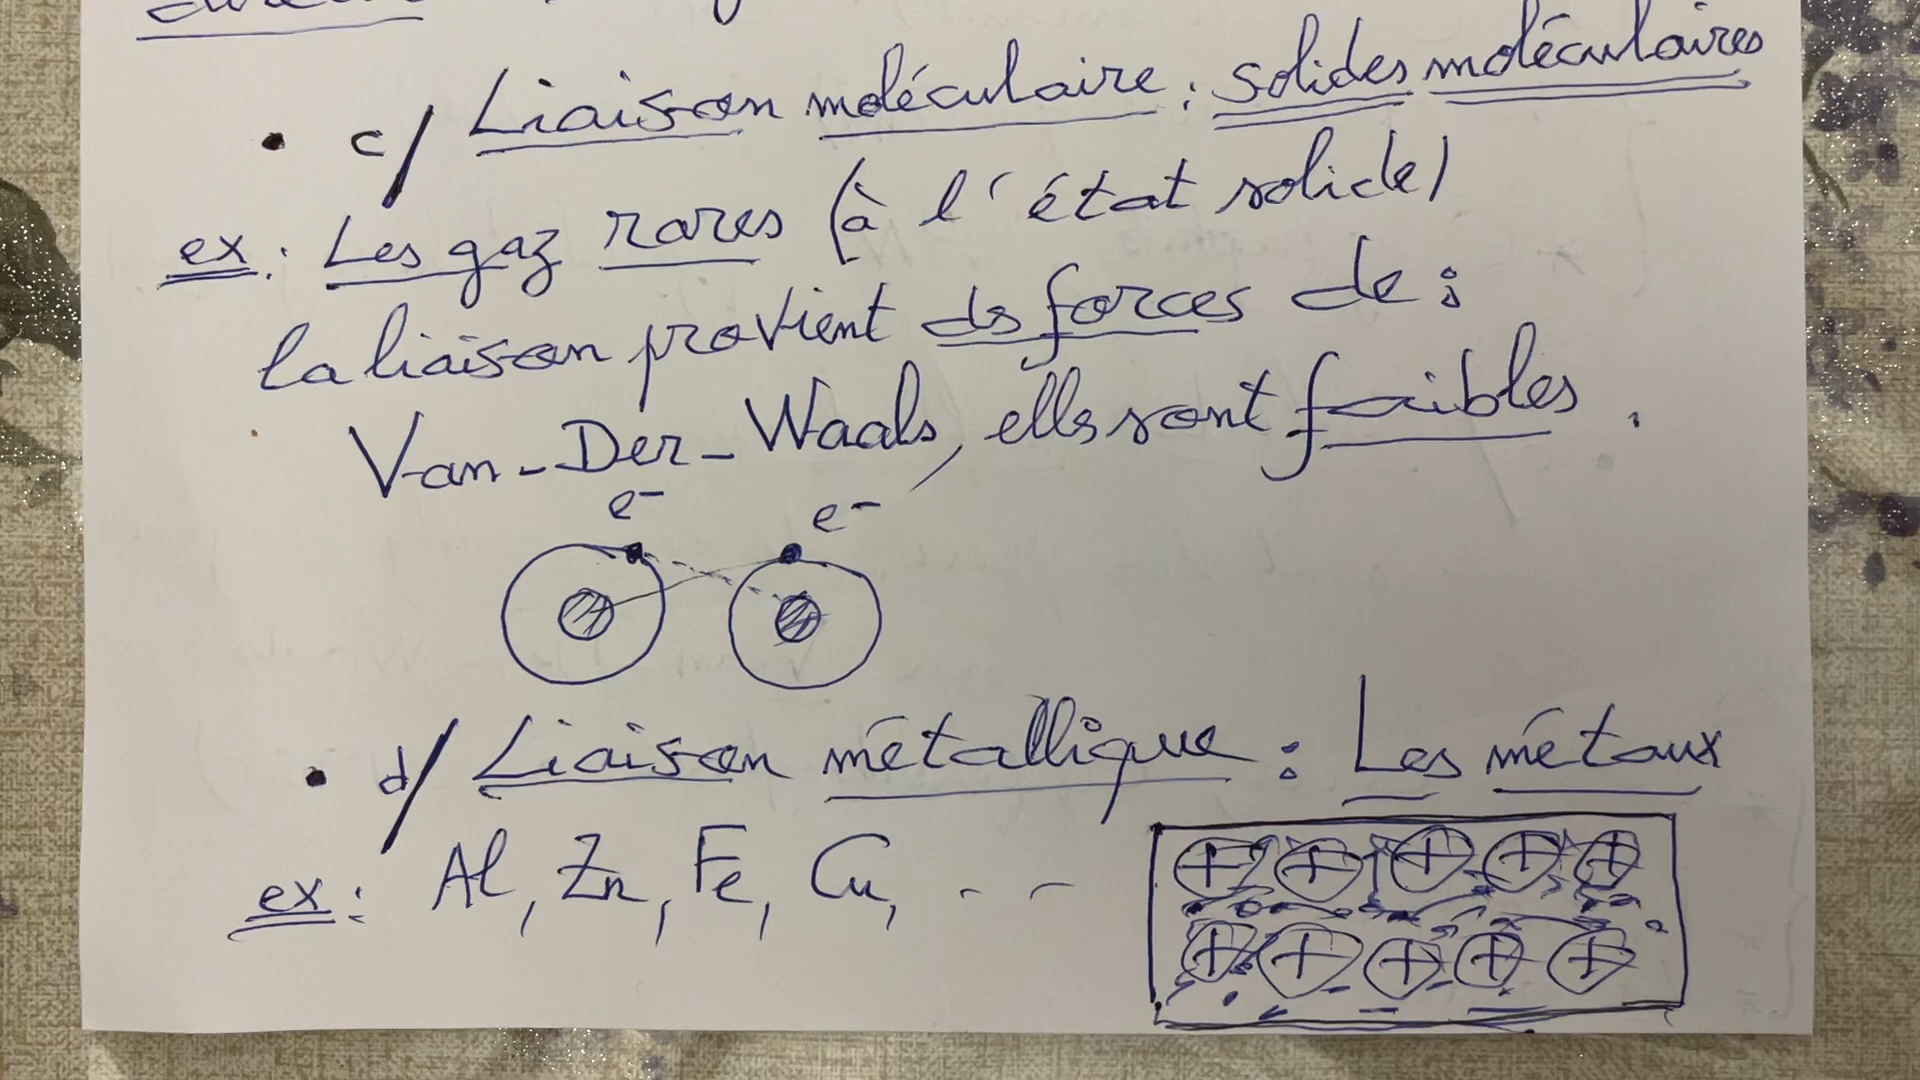 • c/ Liaison moléculaire : solides moléculaires
ex : Les gaz rares (à l'état solide)
la liaison provient ds forces de :
Van-Der-Waals, elles sont faibles.
e⁻ e⁻
• d/ Liaison métallique : Les métaux
ex : Al, Zn, Fe, Cu, - -
+ + + + +
+ + + + +